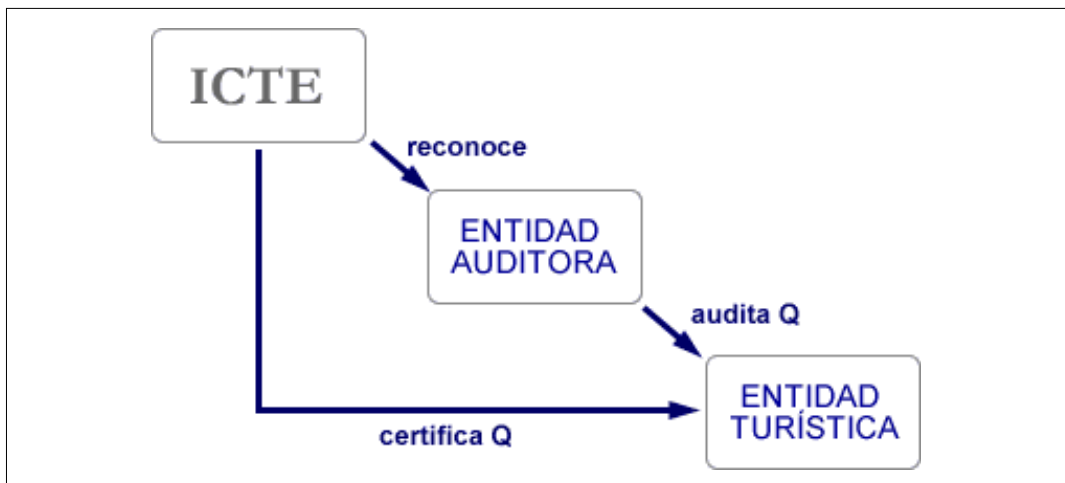 ICTE
reconoce
ENTIDAD
AUDITORA
audita Q
ENTIDAD
TURÍSTICA
certifica Q